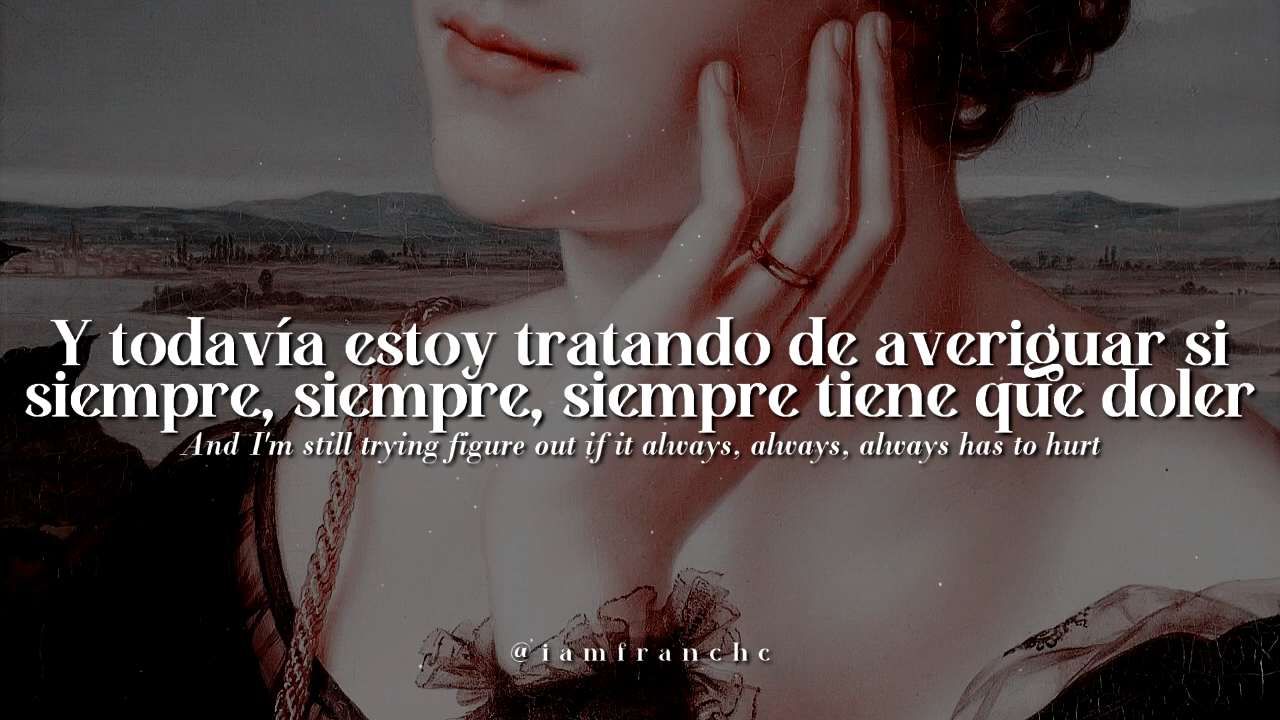 Y todavía estoy tratando de averiguar si
siempre, siempre, siempre tiene que doler
And I'm still trying figure out if it always, always, always has to hurt
@iamfranchc